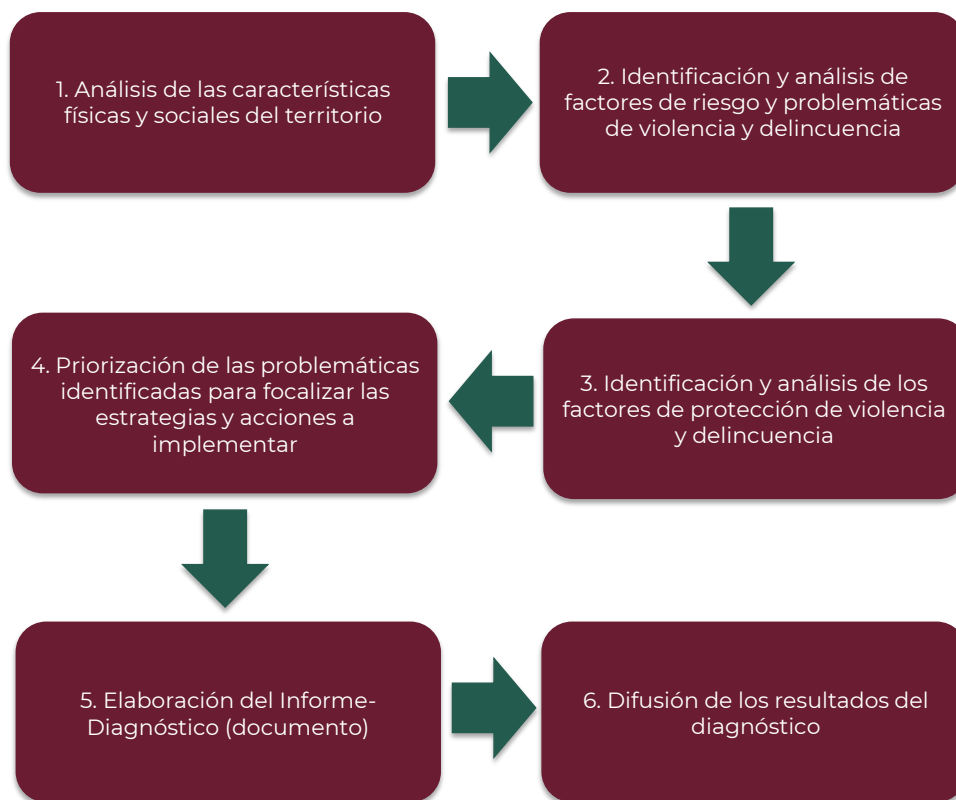 1. Análisis de las características
físicas y sociales del territorio
2. Identificación y análisis de
factores de riesgo y problemáticas
de violencia y delincuencia
3. Identificación y análisis de los
factores de protección de violencia
y delincuencia
4. Priorización de las problemáticas
identificadas para focalizar las
estrategias y acciones a
implementar
5. Elaboración del Informe-
Diagnóstico (documento)
6. Difusión de los resultados del
diagnóstico